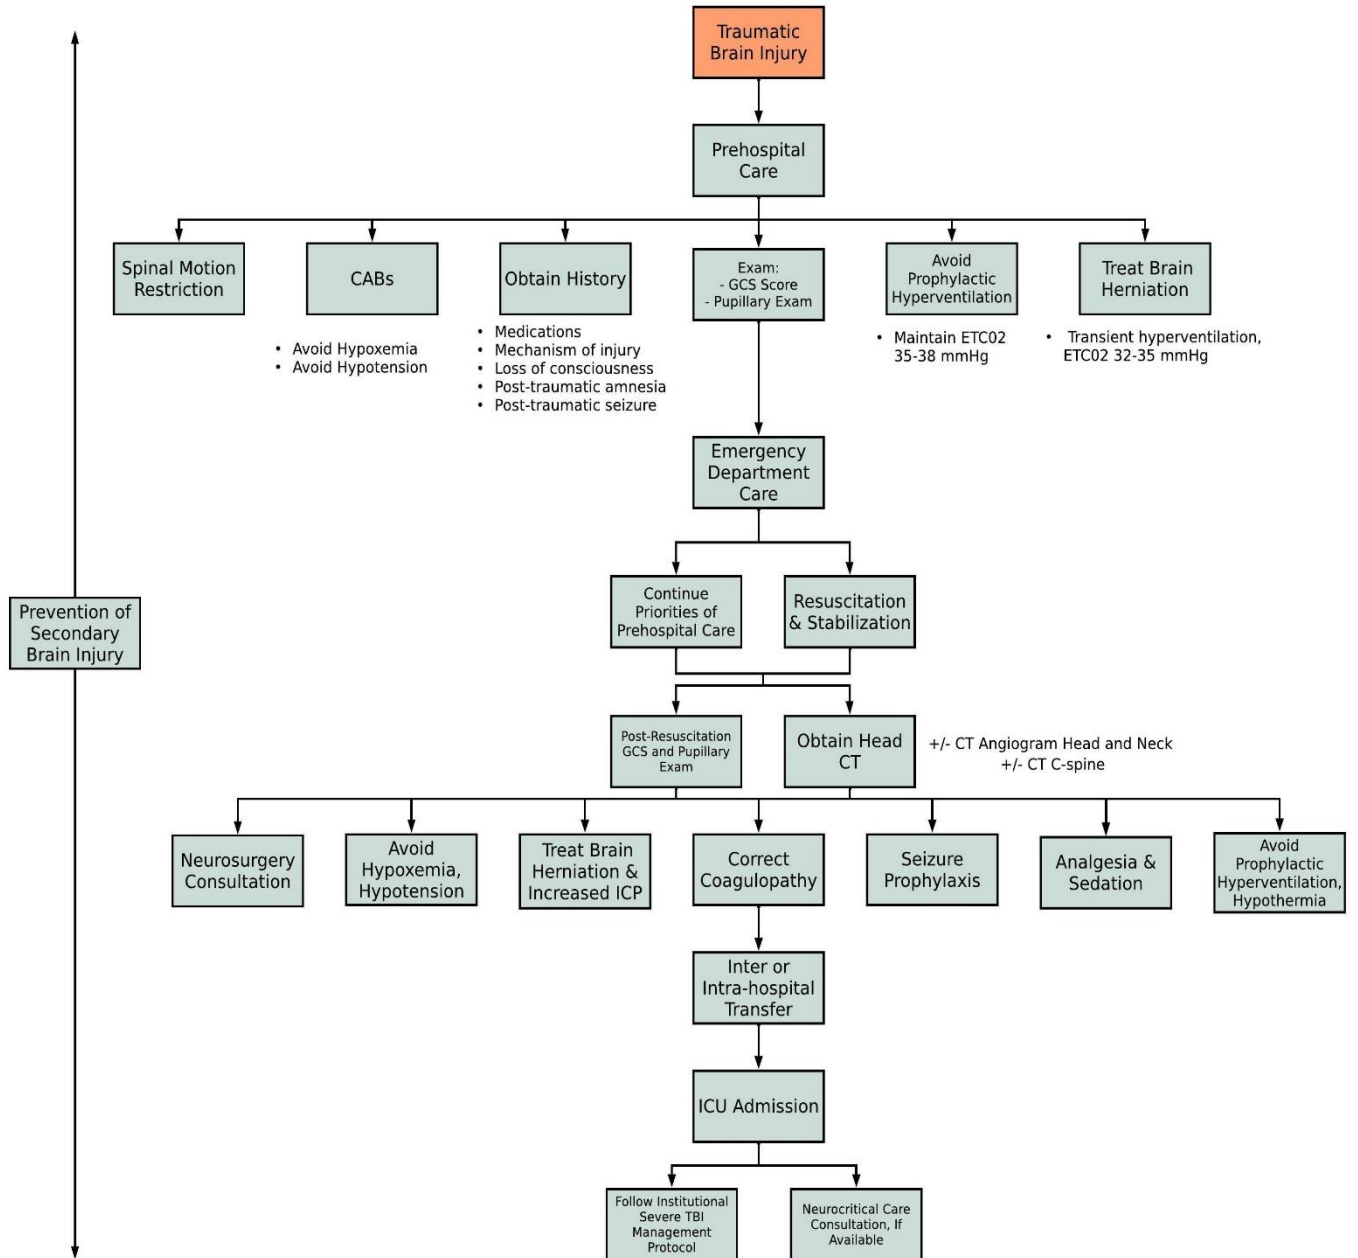 Traumatic
Brain Injury
Prehospital
Care
Spinal Motion
Restriction
CABs
• Avoid Hypoxemia
• Avoid Hypotension
Obtain History
• Medications
• Mechanism of injury
• Loss of consciousness
• Post-traumatic amnesia
• Post-traumatic seizure
Exam:
- GCS Score
- Pupillary Exam
Avoid
Prophylactic
Hyperventilation
• Maintain ETC02
35-38 mmHg
Treat Brain
Herniation
• Transient hyperventilation,
ETC02 32-35 mmHg
Emergency
Department
Care
Continue
Priorities of
Prehospital Care
Resuscitation
& Stabilization
Prevention of
Secondary
Brain Injury
Post-Resuscitation
GCS and Pupillary
Exam
Obtain Head
CT
+/- CT Angiogram Head and Neck
+/- CT C-spine
Neurosurgery
Consultation
Avoid
Hypoxemia,
Hypotension
Treat Brain
Herniation &
Increased ICP
Correct
Coagulopathy
Seizure
Prophylaxis
Analgesia &
Sedation
Avoid
Prophylactic
Hyperventilation,
Hypothermia
Inter or
Intra-hospital
Transfer
ICU Admission
Follow Institutional
Severe TBI
Management
Protocol
Neurocritical Care
Consultation, If
Available